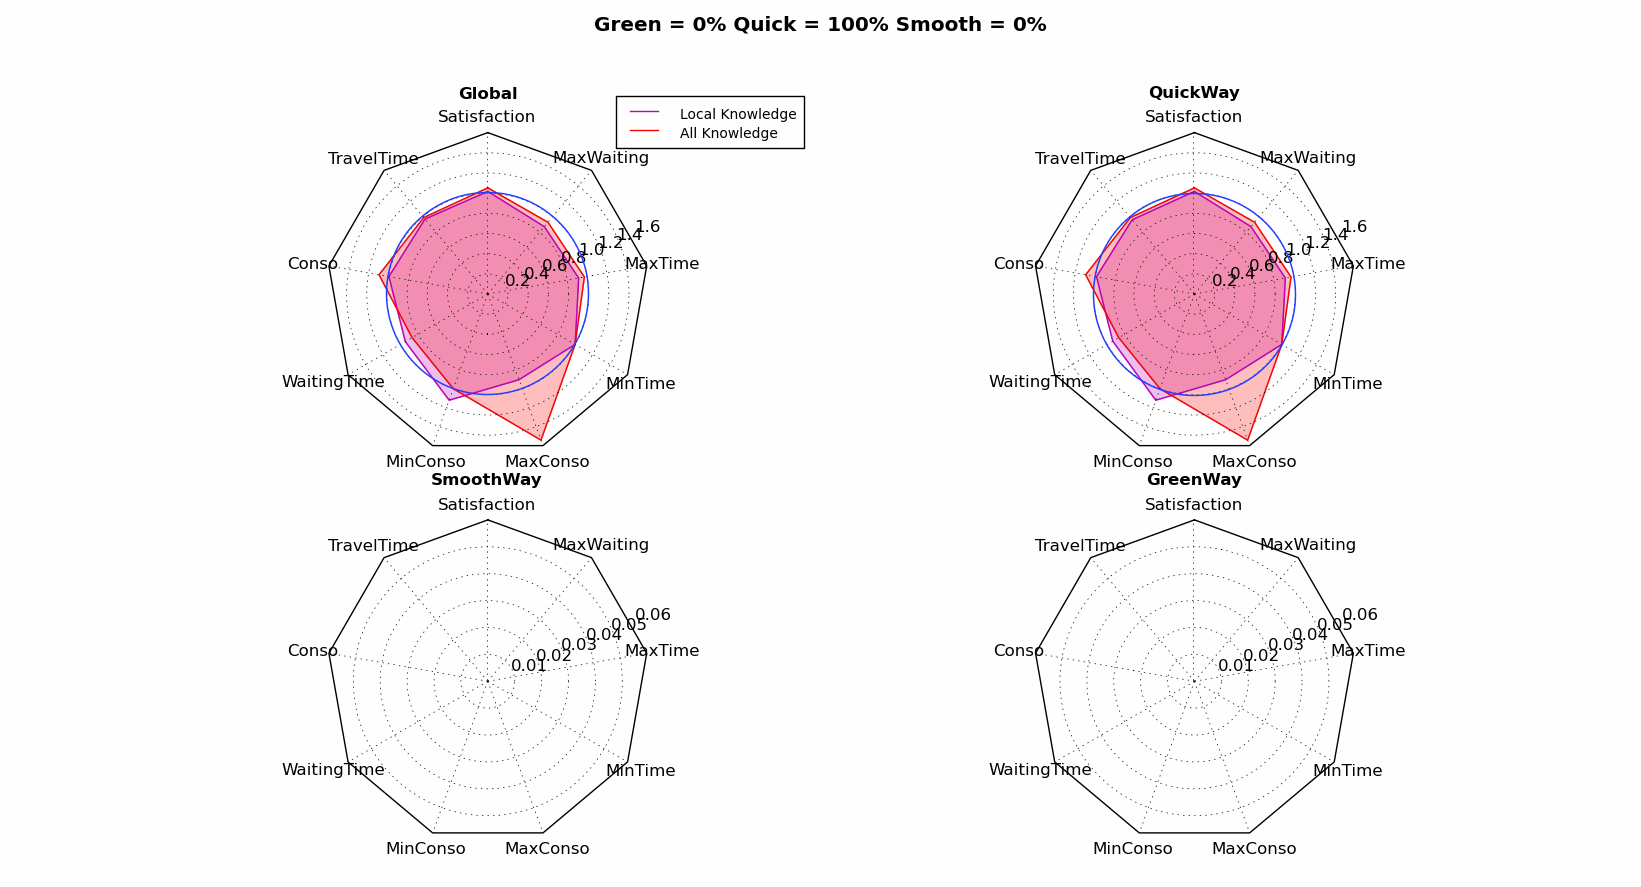 Green = 0% Quick = 100% Smooth = 0%
Global
Satisfaction
MaxWaiting
TravelTime
Conso
WaitingTime
MinConso
MaxConso
MinTime
MaxTime
0.2
0.4
0.6
0.8
1.0
1.2
1.4
1.6
Local Knowledge
All Knowledge
QuickWay
Satisfaction
MaxWaiting
TravelTime
Conso
WaitingTime
MinConso
MaxConso
MinTime
MaxTime
0.2
0.4
0.6
0.8
1.0
1.2
1.4
1.6
SmoothWay
Satisfaction
MaxWaiting
TravelTime
Conso
WaitingTime
MinConso
MaxConso
MinTime
MaxTime
0.01
0.02
0.03
0.04
0.05
0.06
GreenWay
Satisfaction
MaxWaiting
TravelTime
Conso
WaitingTime
MinConso
MaxConso
MinTime
MaxTime
0.01
0.02
0.03
0.04
0.05
0.06